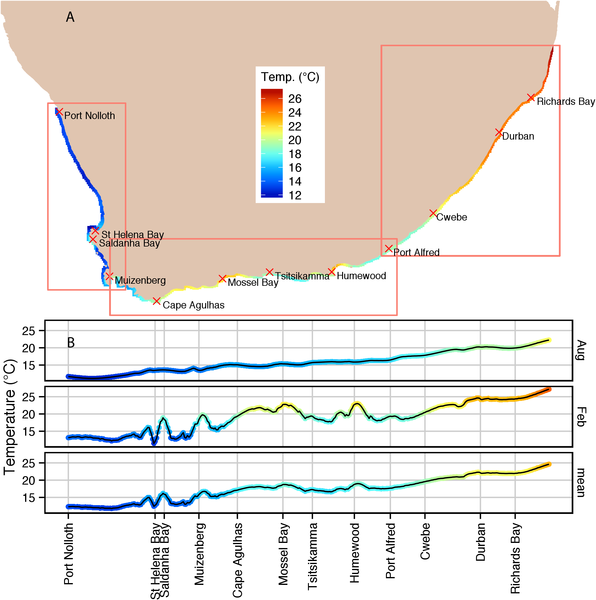 A
Temp. (°C)
26
24
22
20
18
16
14
12
Port Nolloth
St Helena Bay
Saldanha Bay
Muizenberg
Cape Agulhas
Mossel Bay
Tsitsikamma
Humewood
Port Alfred
Cwebe
Durban
Richards Bay
B
Temperature (°C)
25
20
15
Aug
25
20
15
Feb
25
20
15
mean
Port Nolloth
St Helena Bay
Saldanha Bay
Muizenberg
Cape Agulhas
Mossel Bay
Tsitsikamma
Humewood
Port Alfred
Cwebe
Durban
Richards Bay